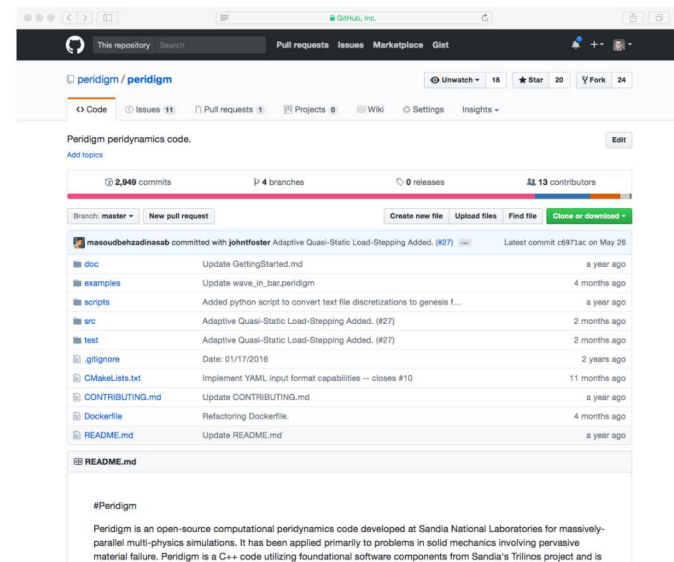 GitHub, Inc.
This repository Search Pull requests Issues Marketplace Gist
peridigm / peridigm Unwatch 18 Star 20 Fork 24
Code Issues 11 Pull requests 1 Projects 0 Wiki Settings Insights
Peridigm peridynamics code. Edit
Add topics
2,949 commits 4 branches 0 releases 13 contributors
Branch: master New pull request Create new file Upload files Find file Clone or download
masoudbehzadinasab committed with johntfoster Adaptive Quasi-Static Load-Stepping Added. (#27) ... Latest commit c6971ac on May 26
doc Update GettingStarted.md a year ago
examples Update wave_in_bar.peridigm 4 months ago
scripts Added python script to convert text file discretizations to genesis f... a year ago
src Adaptive Quasi-Static Load-Stepping Added. (#27) 2 months ago
test Adaptive Quasi-Static Load-Stepping Added. (#27) 2 months ago
.gitignore Date: 01/17/2016 2 years ago
CMakeLists.txt Implement YAML input format capabilities -- closes #10 11 months ago
CONTRIBUTING.md Update CONTRIBUTING.md a year ago
Dockerfile Refactoring Dockerfile. 4 months ago
README.md Update README.md a year ago
README.md
#Peridigm
Peridigm is an open-source computational peridynamics code developed at Sandia National Laboratories for massively-
parallel multi-physics simulations. It has been applied primarily to problems in solid mechanics involving pervasive
material failure. Peridigm is a C++ code utilizing foundational software components from Sandia's Trilinos project and is